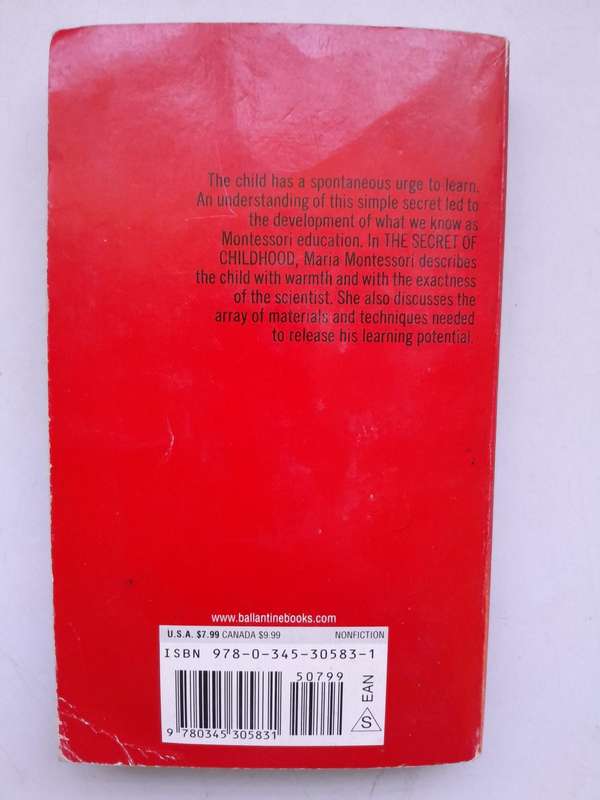 The child has a spontaneous urge to learn.
An understanding of this simple secret led to
the development of what we know as
Montessori education. In THE SECRET OF
CHILDHOOD, Maria Montessori describes
the child with warmth and with the exactness
of the scientist. She also discusses the
array of materials and techniques needed
to release his learning potential.
www.ballantinebooks.com
U.S.A. $7.99 CANADA $9.99 NONFICTION
ISBN 978-0-345-30583-1
50799
EAN
S
9 780345 305831